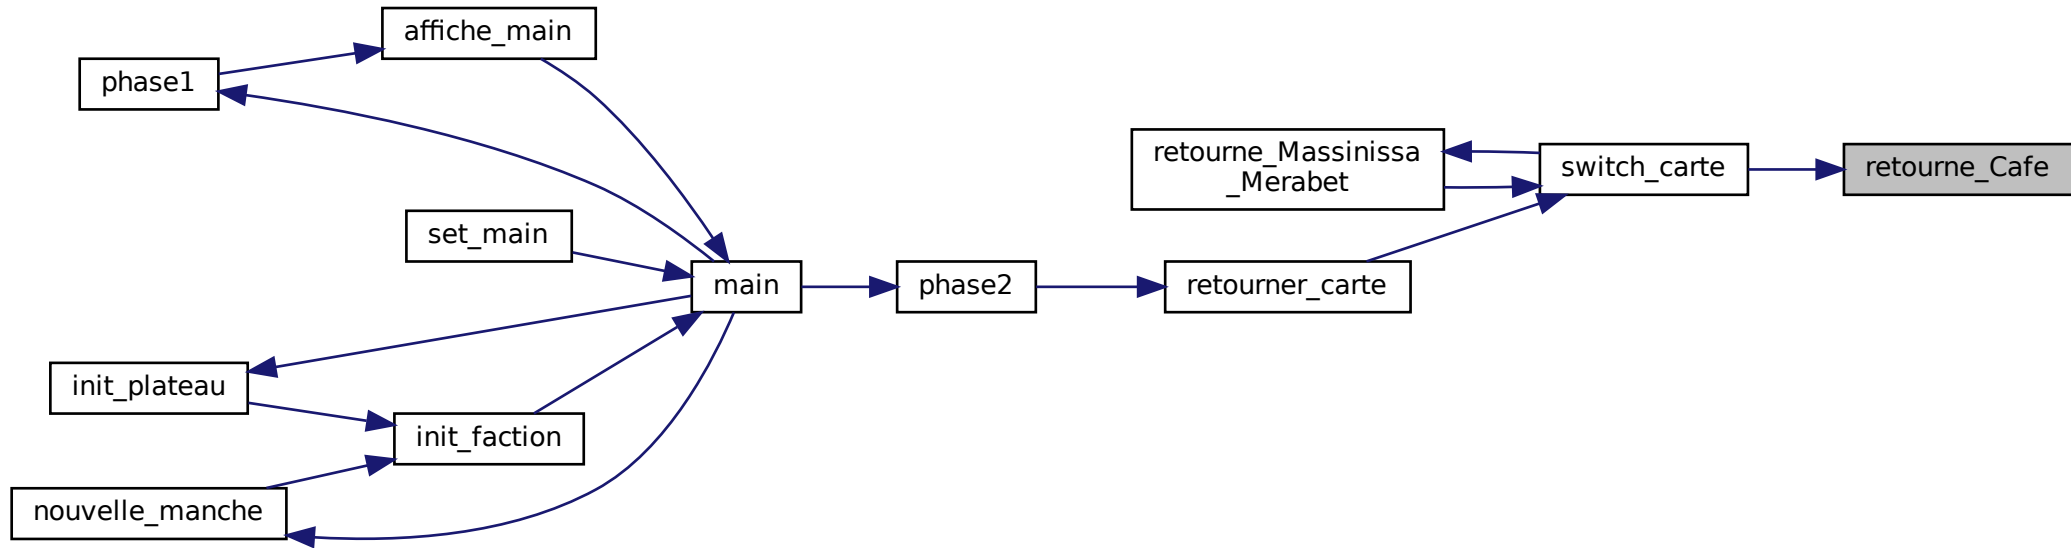 affiche_main
phase1
retourne_Massinissa
_Merabet
switch_carte
retourne_Cafe
set_main
main
phase2
retourner_carte
init_plateau
init_faction
nouvelle_manche